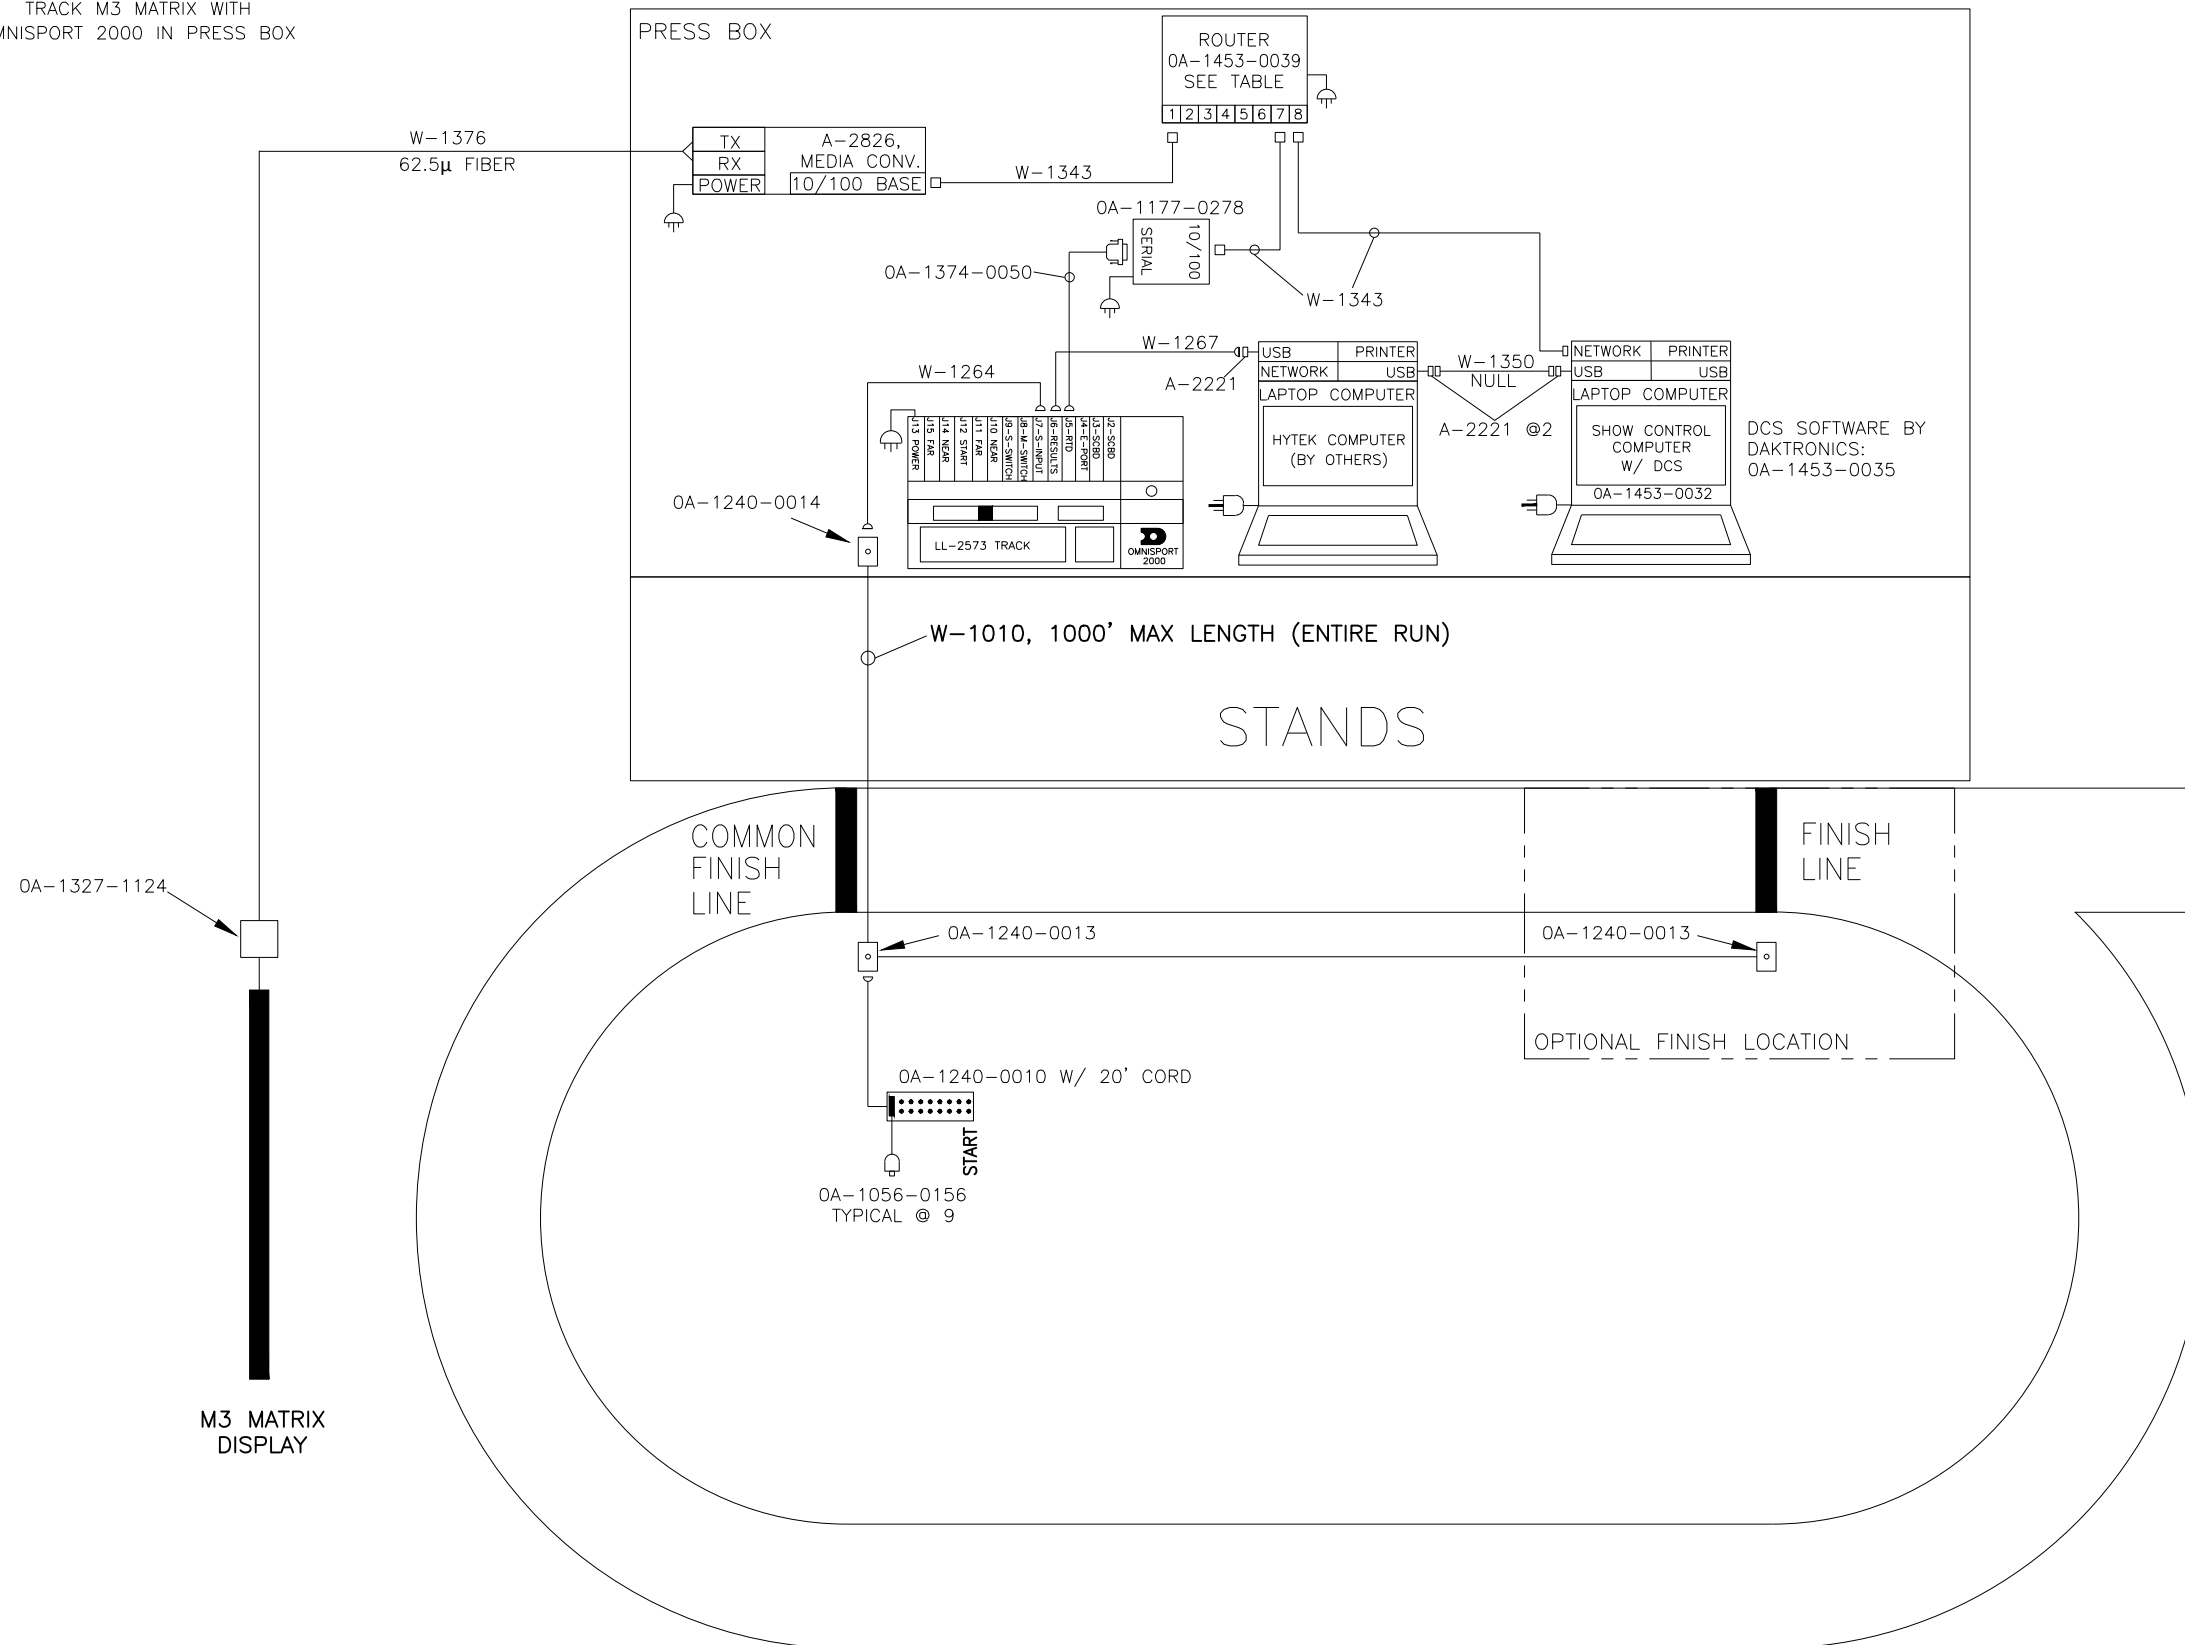 TRACK M3 MATRIX WITH
MNISPORT 2000 IN PRESS BOX
PRESS BOX
ROUTER
0A-1453-0039
SEE TABLE
1 2 3 4 5 6 7 8
W-1376
62.5μ FIBER
TX
RX
POWER
A-2826,
MEDIA CONV.
10/100 BASE
W-1343
0A-1177-0278
SERIAL
10/100
0A-1374-0050
W-1343
W-1267
A-2221
W-1264
USB PRINTER
NETWORK USB
LAPTOP COMPUTER
HYTEK COMPUTER
(BY OTHERS)
W-1350
NULL
A-2221 @2
NETWORK PRINTER
USB USB
LAPTOP COMPUTER
SHOW CONTROL
COMPUTER
W/ DCS
0A-1453-0032
DCS SOFTWARE BY
DAKTRONICS:
0A-1453-0035
J13 POWER
J15 FAR
J14 NEAR
J12 START
J11 FAR
J10 NEAR
J9-S-SWITCH
J8-M-SWITCH
J7-S-INPUT
J6-RESULTS
J5-RTD
J4-E-PORT
J3-SCBD
J2-SCBD
0A-1240-0014
LL-2573 TRACK
OMNISPORT
2000
W-1010, 1000' MAX LENGTH (ENTIRE RUN)
STANDS
COMMON
FINISH
LINE
FINISH
LINE
0A-1327-1124
0A-1240-0013
0A-1240-0013
OPTIONAL FINISH LOCATION
0A-1240-0010 W/ 20' CORD
START
0A-1056-0156
TYPICAL @ 9
M3 MATRIX
DISPLAY